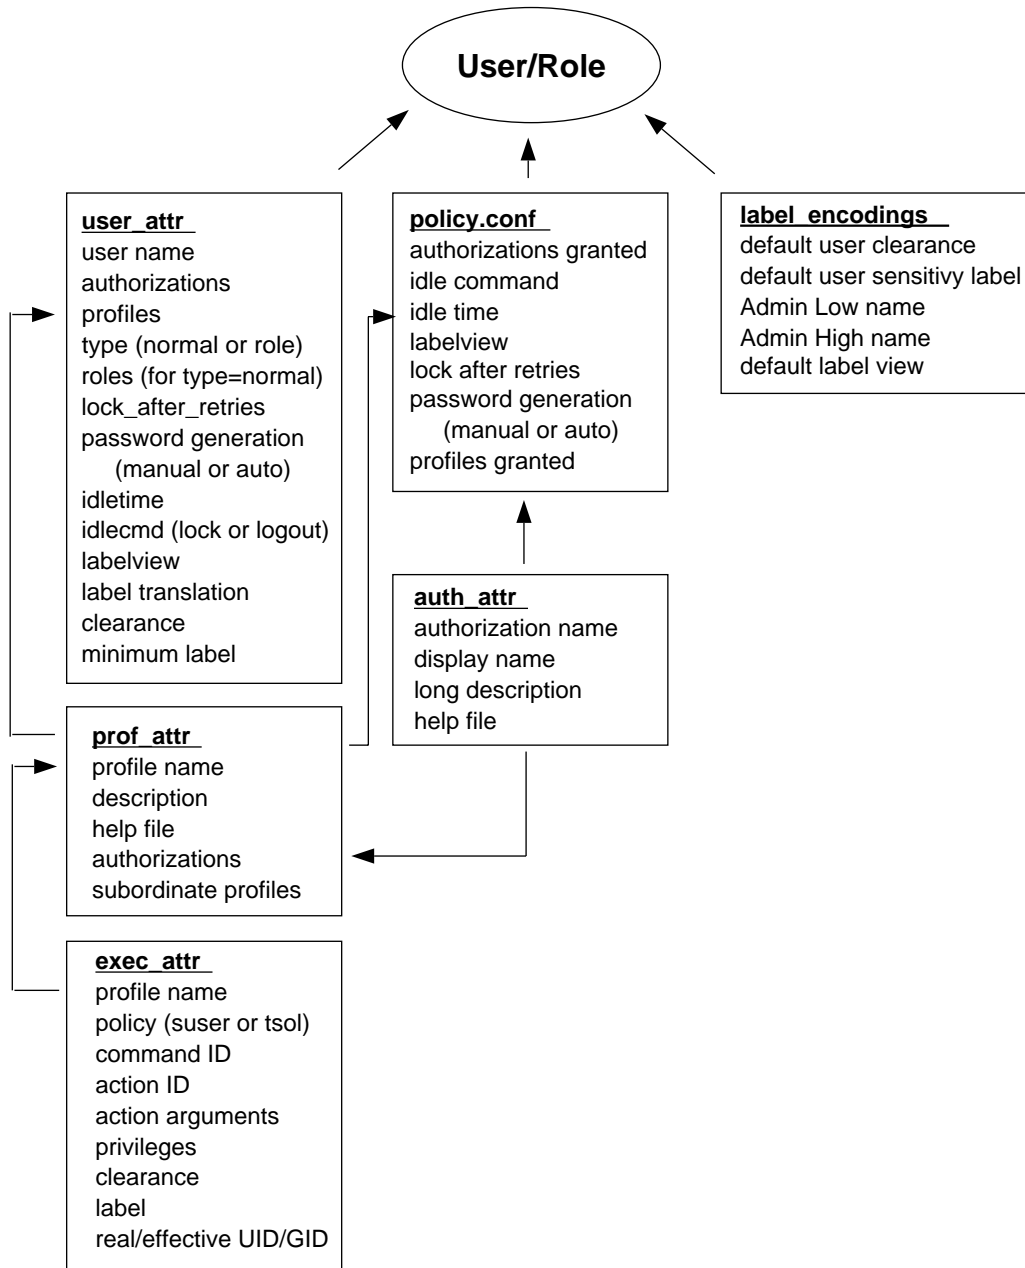 User/Role
user_attr
user name
authorizations
profiles
type (normal or role)
roles (for type=normal)
lock_after_retries
password generation
(manual or auto)
idletime
idlecmd (lock or logout)
labelview
label translation
clearance
minimum label
policy.conf
authorizations granted
idle command
idle time
labelview
lock after retries
password generation
(manual or auto)
profiles granted
label_encodings
default user clearance
default user sensitivy label
Admin Low name
Admin High name
default label view
auth_attr
authorization name
display name
long description
help file
prof_attr
profile name
description
help file
authorizations
subordinate profiles
exec_attr
profile name
policy (suser or tsol)
command ID
action ID
action arguments
privileges
clearance
label
real/effective UID/GID